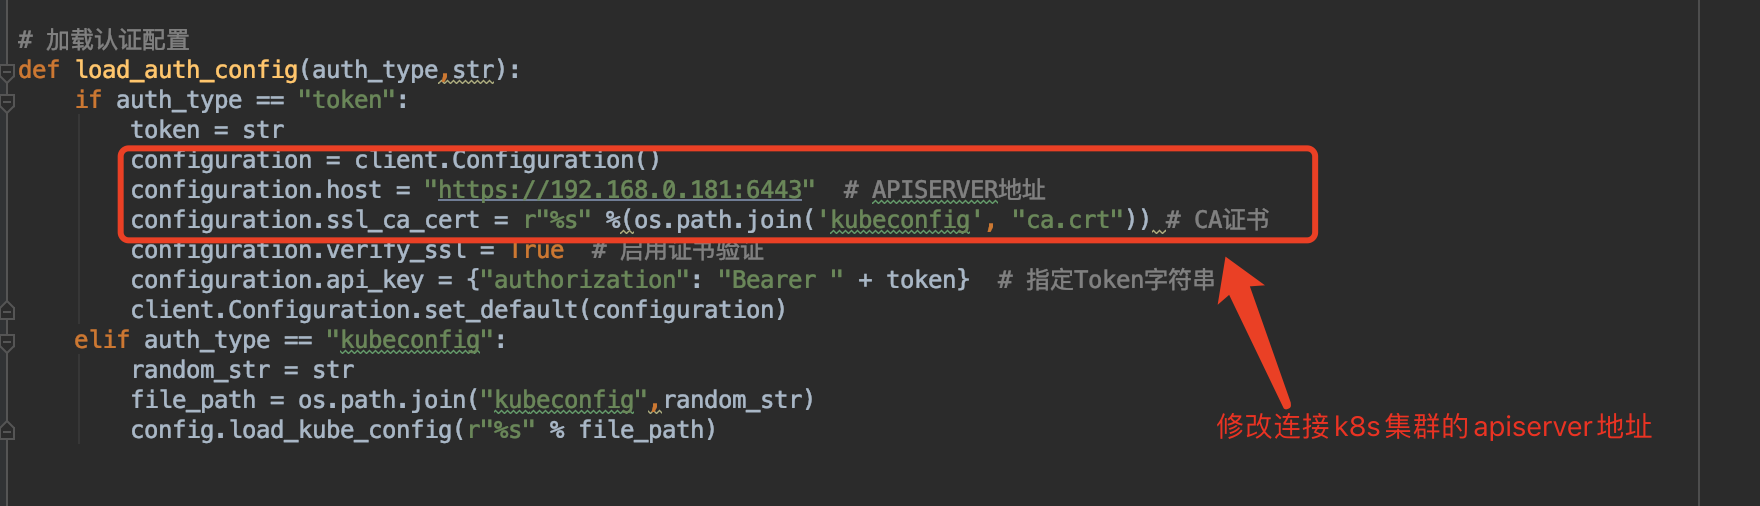 # 加载认证配置
def load_auth_config(auth_type,str):
    if auth_type == "token":
        token = str
        configuration = client.Configuration()
        configuration.host = "https://192.168.0.181:6443"  # APISERVER地址
        configuration.ssl_ca_cert = r"%s" %(os.path.join('kubeconfig', "ca.crt")) # CA证书
        configuration.verify_ssl = True  # 启用证书验证
        configuration.api_key = {"authorization": "Bearer " + token}  # 指定Token字符串
        client.Configuration.set_default(configuration)
    elif auth_type == "kubeconfig":
        random_str = str
        file_path = os.path.join("kubeconfig",random_str)
        config.load_kube_config(r"%s" % file_path)
修改连接k8s集群的apiserver地址